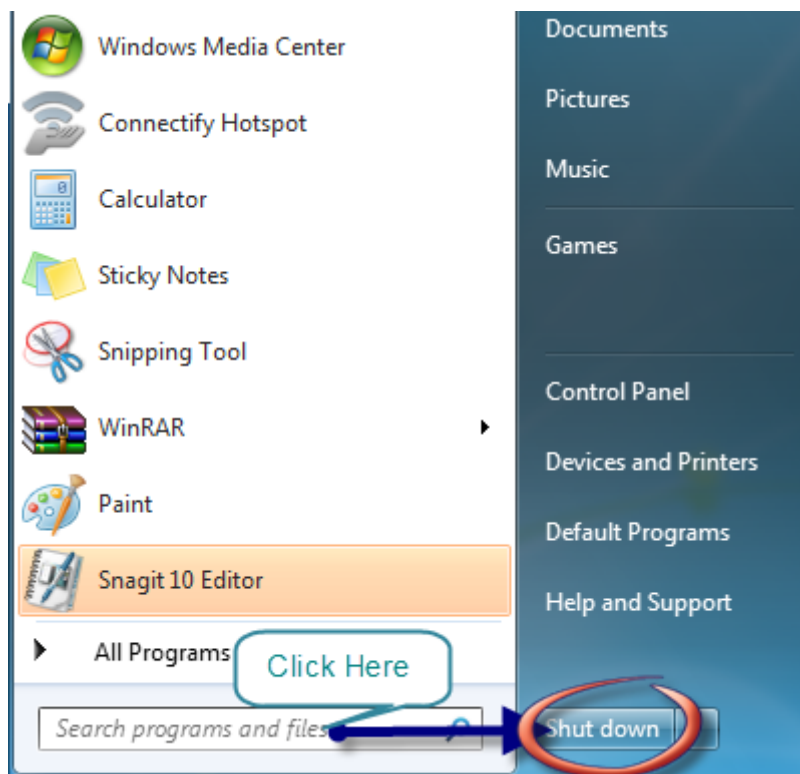 Windows Media Center
Connectify Hotspot
Calculator
0
Sticky Notes
Snipping Tool
WinRAR
Paint
Snagit 10 Editor
All Programs
Click Here
Search programs and files
Documents
Pictures
Music
Games
Control Panel
Devices and Printers
Default Programs
Help and Support
Shut down